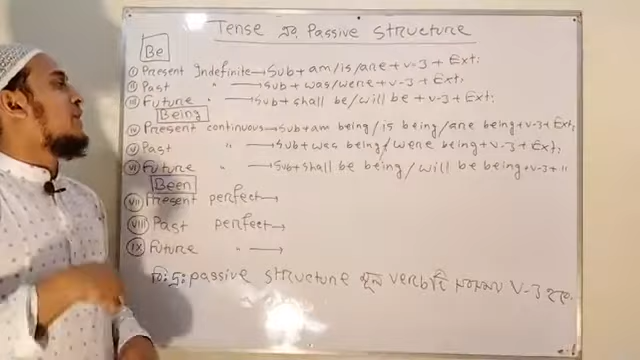 Tense এর Passive Structure
Be
(i) Present Indefinite → Sub + am/is/are + v-3 + Ext:
(ii) Past " → Sub + was/were + v-3 + Ext:
(iii) Future " → Sub + shall be/will be + v-3 + Ext:
Being
(iv) Present continuous → Sub + am being/is being/are being + v-3 + Ext:
(v) Past " → Sub + was being/were being + v-3 + Ext:
(vi) Future " → Sub + shall be being/will be being + v-3 + "
Been
(vii) Present perfect →
(viii) Past perfect →
(ix) Future " →
বি: দ্র: passive structure মূল verb টি সবসময় V-3 হবে.